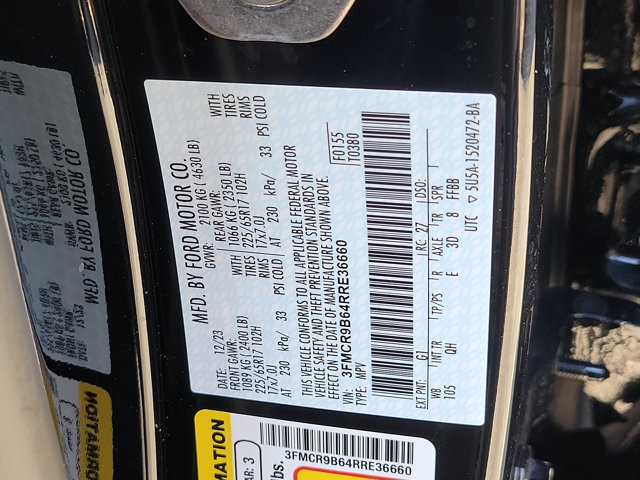 MFD. BY FORD MOTOR CO.
DATE: 12/23 GVWR: 2100 KG ( 4630 LB)
FRONT GAWR: REAR GAWR: WITH
1089 KG ( 2400 LB) 1066 KG ( 2350 LB) TIRES
225/65R17 102H TIRES 225/65R17 102H RIMS
17x7.0J RIMS 17x7.0J
AT 230 kPa/ 33 PSI COLD AT 230 kPa/ 33 PSI COLD
THIS VEHICLE CONFORMS TO ALL APPLICABLE FEDERAL MOTOR
VEHICLE SAFETY AND THEFT PREVENTION STANDARDS IN
EFFECT ON THE DATE OF MANUFACTURE SHOWN ABOVE.
VIN: 3FMCR9B64RRE36660
TYPE: MPV
F0155
T0380
EXT PNT: G1 RC: 27 DSO:
WB INT TR TP/PS R AXLE TR SPR
105 QH E 3D 8 FFBB
UTC ▽ 5U5A-1520472-BA
MATION
AR: 3
lbs.
3FMCR9B64RRE36660
MFD. BY FORD MOTOR CO.
ORMATION